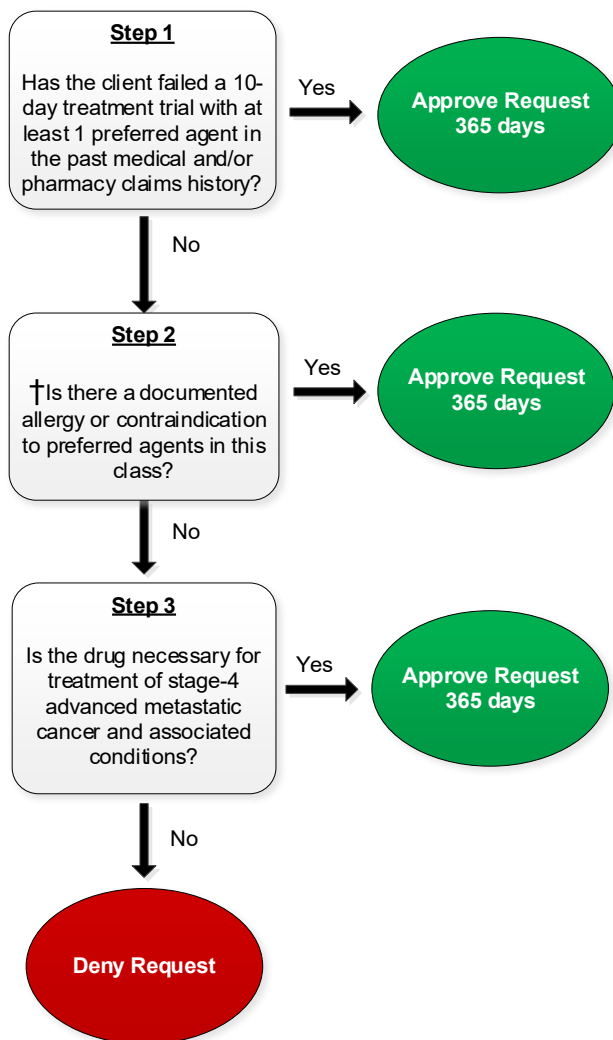 Step 1
Has the client failed a 10-
day treatment trial with at
least 1 preferred agent in
the past medical and/or
pharmacy claims history?
Yes
Approve Request
365 days
No
Step 2
†Is there a documented
allergy or contraindication
to preferred agents in this
class?
Yes
Approve Request
365 days
No
Step 3
Is the drug necessary for
treatment of stage-4
advanced metastatic
cancer and associated
conditions?
Yes
Approve Request
365 days
No
Deny Request